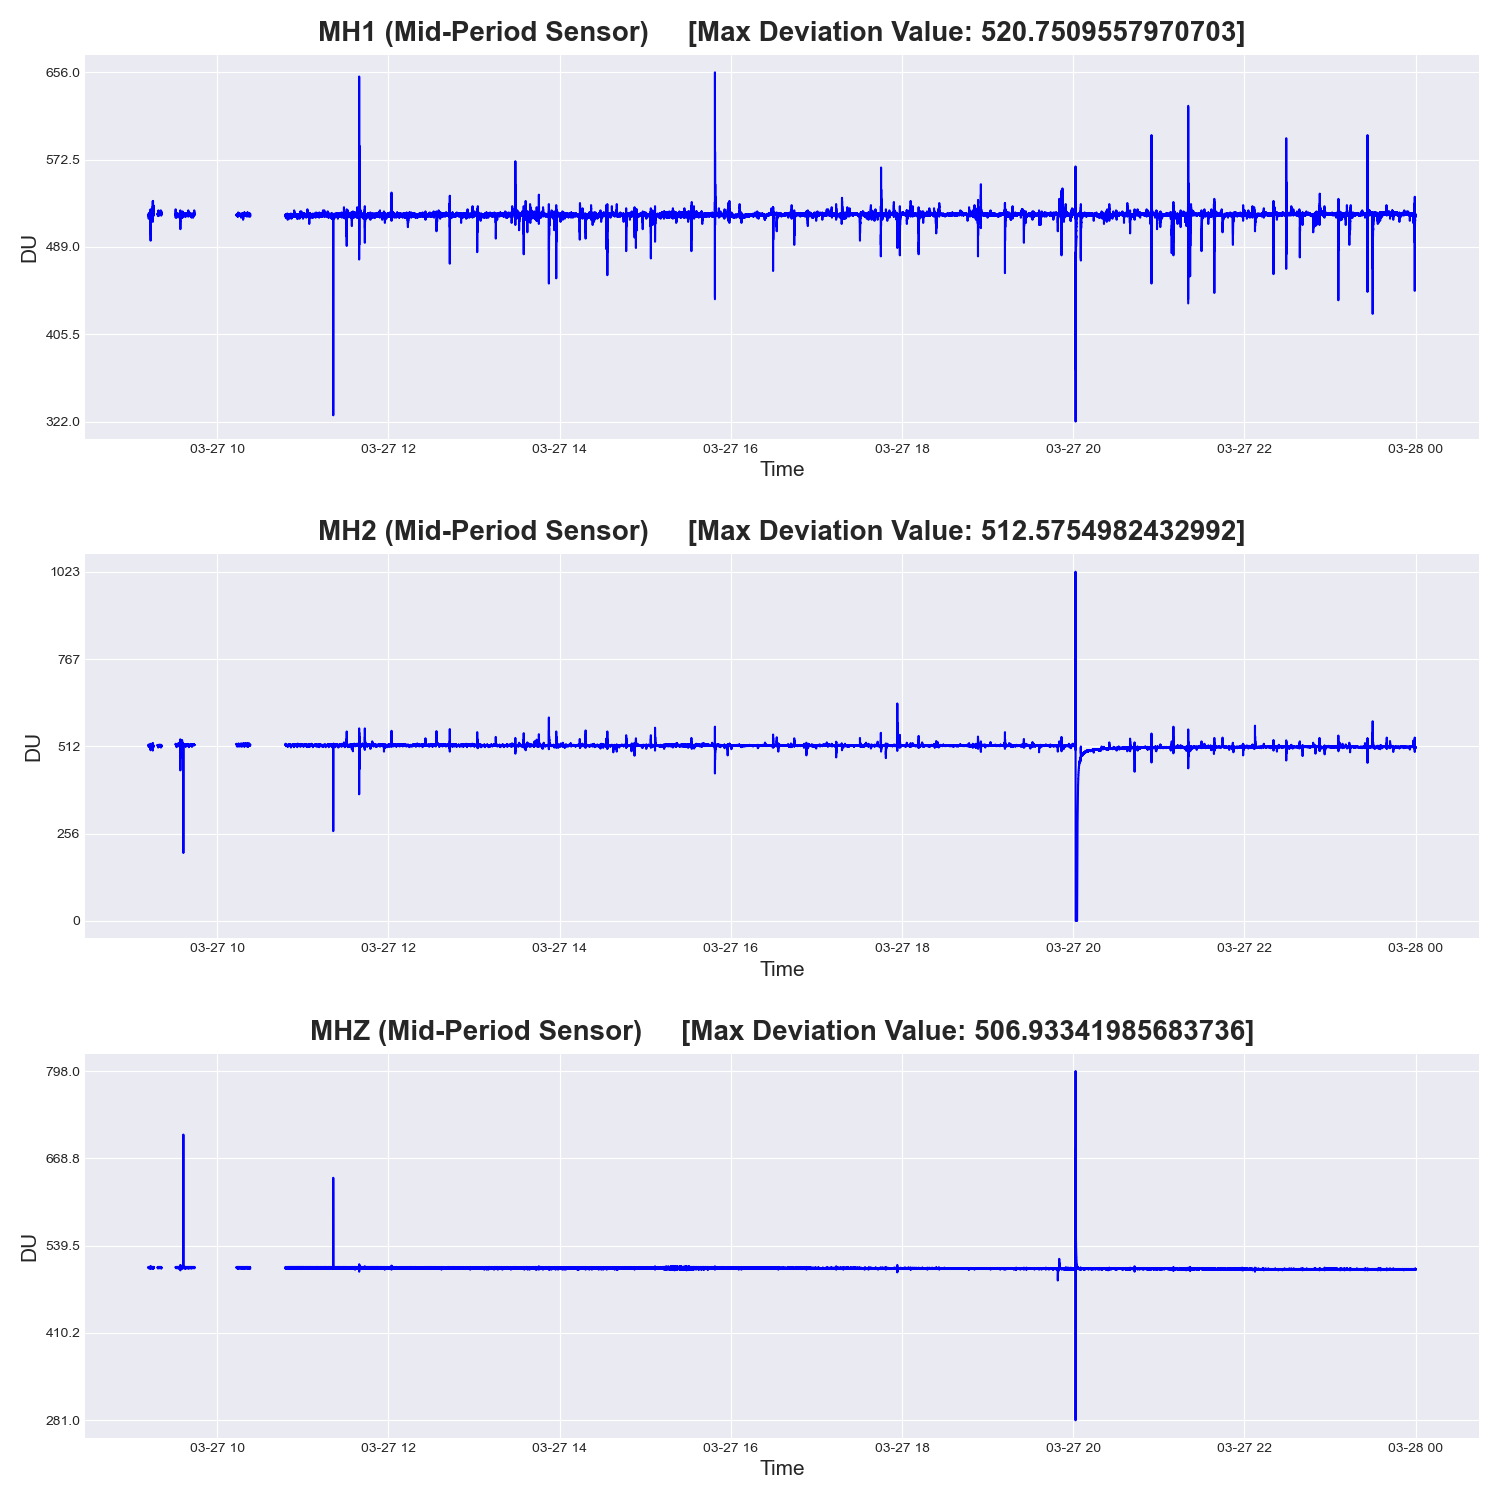 MH1 (Mid-Period Sensor) [Max Deviation Value: 520.7509557970703]
656.0
572.5
489.0
405.5
322.0
DU
03-27 10 03-27 12 03-27 14 03-27 16 03-27 18 03-27 20 03-27 22 03-28 00
Time
MH2 (Mid-Period Sensor) [Max Deviation Value: 512.5754982432992]
1023
767
512
256
0
DU
03-27 10 03-27 12 03-27 14 03-27 16 03-27 18 03-27 20 03-27 22 03-28 00
Time
MHZ (Mid-Period Sensor) [Max Deviation Value: 506.93341985683736]
798.0
668.8
539.5
410.2
281.0
DU
03-27 10 03-27 12 03-27 14 03-27 16 03-27 18 03-27 20 03-27 22 03-28 00
Time